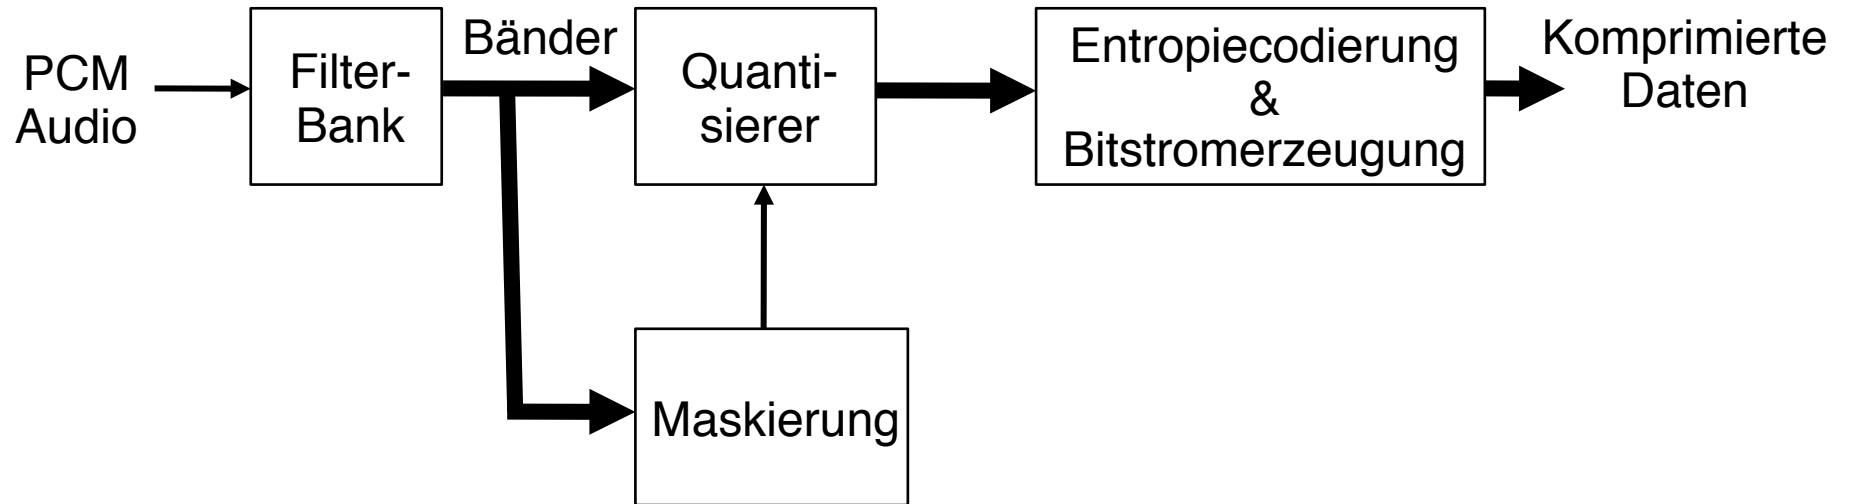 PCM
Audio
Filter-
Bank
Bänder
Quanti-
sierer
Entropiecodierung
&
Bitstromerzeugung
Komprimierte
Daten
Maskierung